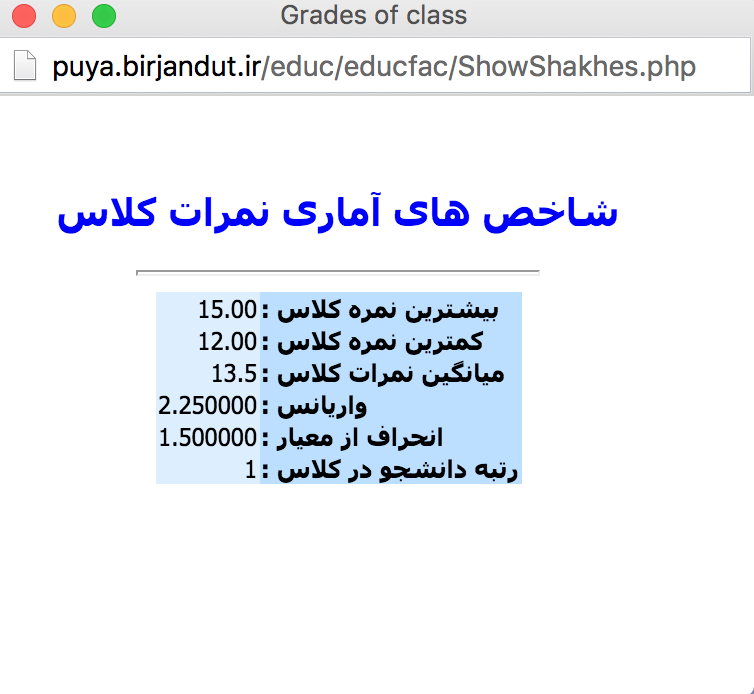 Grades of class
puya.birjandut.ir/educ/educfac/ShowShakhes.php
شاخص های آماری نمرات کلاس
بیشترین نمره کلاس : 15.00
کمترین نمره کلاس : 12.00
میانگین نمرات کلاس : 13.5
واریانس : 2.250000
انحراف از معیار : 1.500000
رتبه دانشجو در کلاس : 1